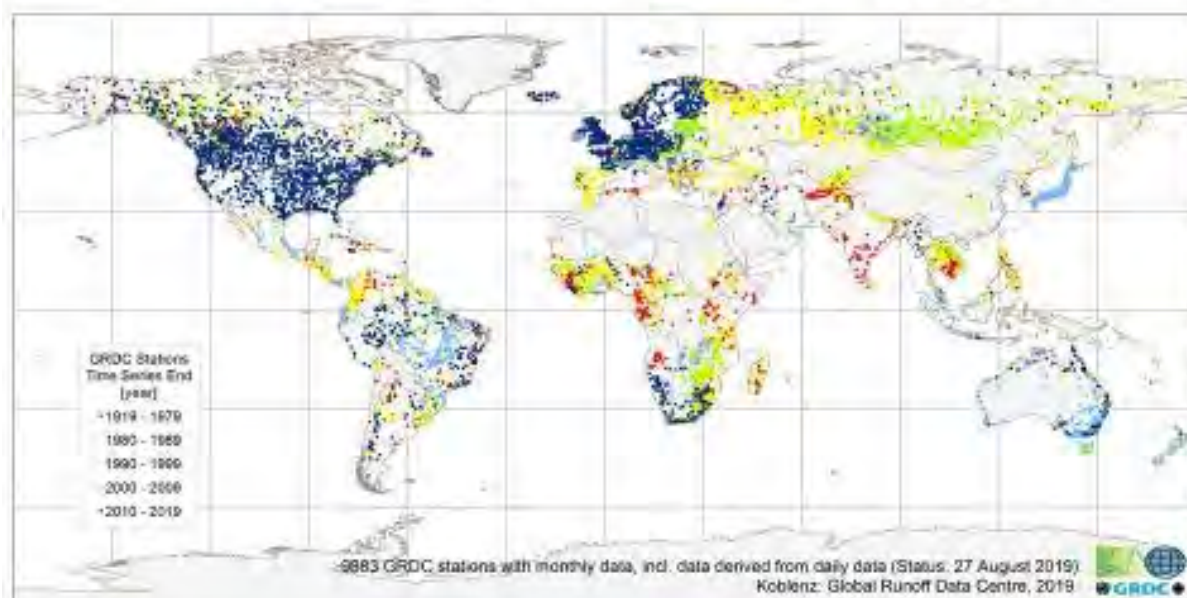 GRDC Stations
Time Series End
[year]
1919 - 1979
1980 - 1989
1990 - 1999
2000 - 2009
2010 - 2019
9883 GRDC stations with monthly data, incl. data derived from daily data (Status: 27 August 2019)
Koblenz: Global Runoff Data Centre, 2019
GRDC